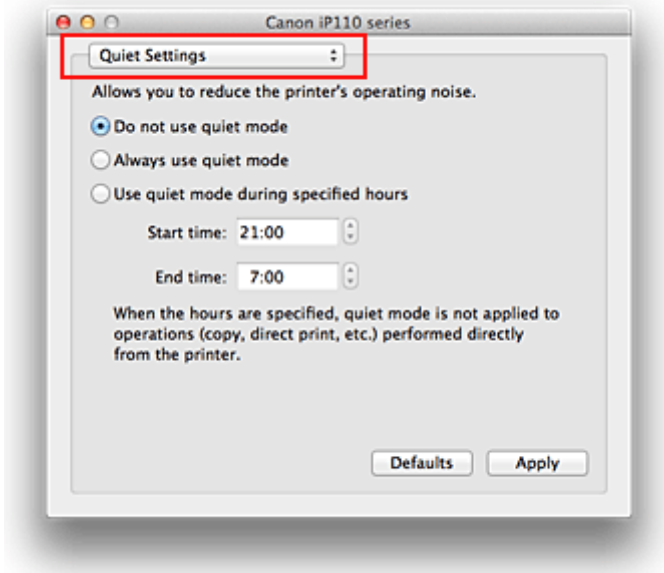 Canon iP110 series
Quiet Settings
Allows you to reduce the printer's operating noise.
Do not use quiet mode
Always use quiet mode
Use quiet mode during specified hours
Start time: 21:00
End time: 7:00
When the hours are specified, quiet mode is not applied to
operations (copy, direct print, etc.) performed directly
from the printer.
Defaults Apply